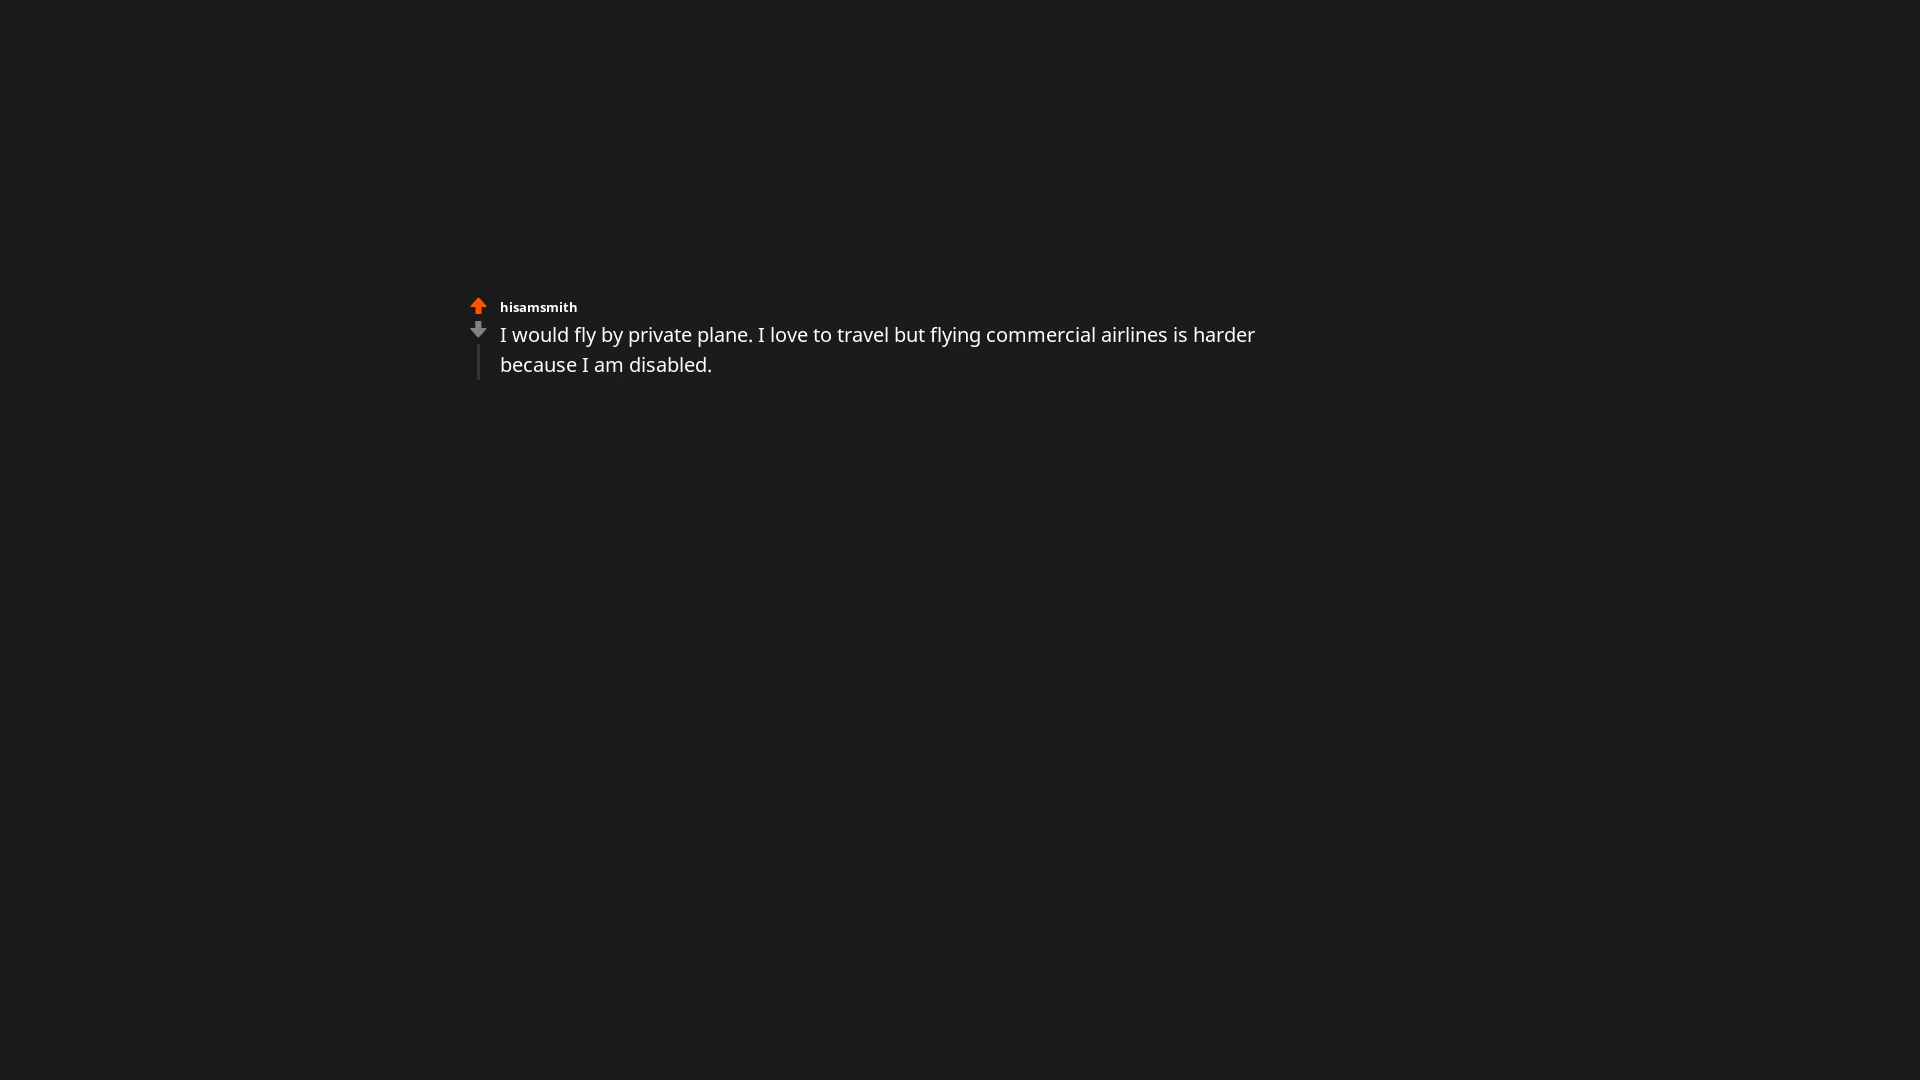 hisamsmith
I would fly by private plane. I love to travel but flying commercial airlines is harder
because I am disabled.